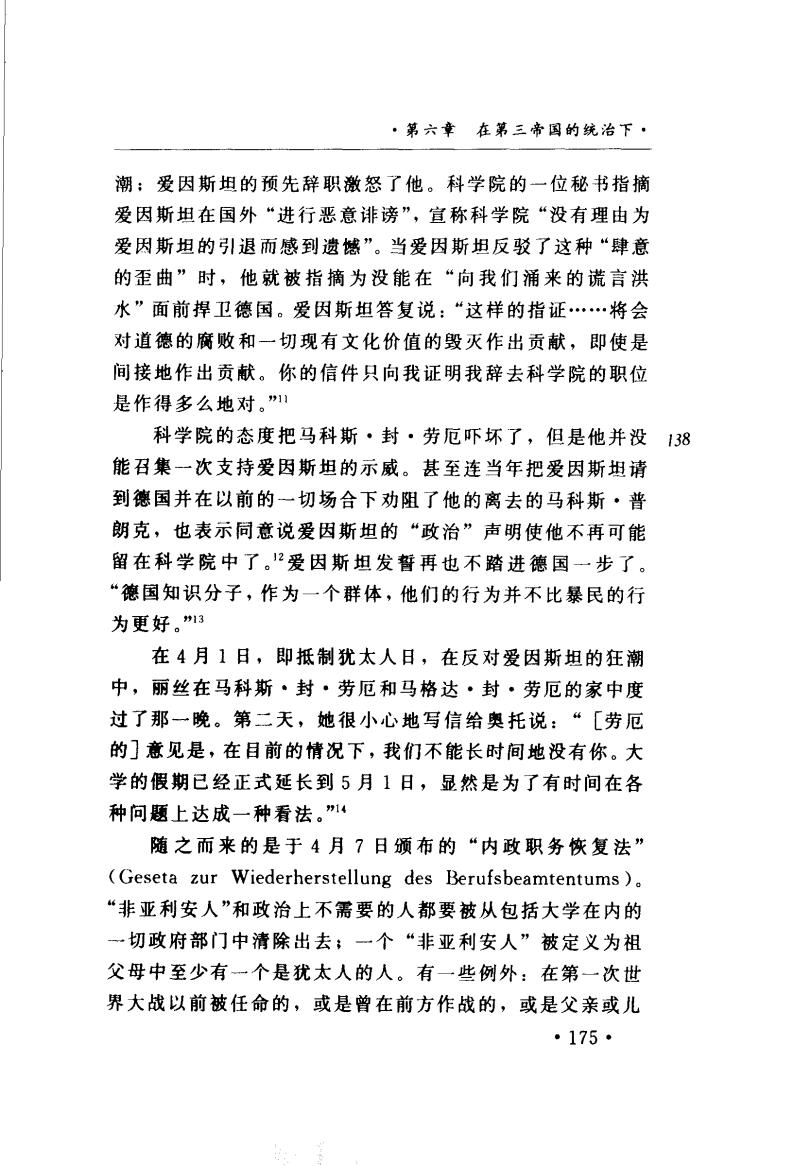 ·第六章　在第三帝国的统治下·
潮；爱因斯坦的预先辞职激怒了他。科学院的一位秘书指摘
爱因斯坦在国外“进行恶意诽谤”，宣称科学院“没有理由为
爱因斯坦的引退而感到遗憾”。当爱因斯坦反驳了这种“肆意
的歪曲”时，他就被指摘为没能在“向我们涌来的谎言洪
水”面前捍卫德国。爱因斯坦答复说：“这样的指证……将会
对道德的腐败和一切现有文化价值的毁灭作出贡献，即使是
间接地作出贡献。你的信件只向我证明我辞去科学院的职位
是作得多么地对。”11
科学院的态度把马科斯·封·劳厄吓坏了，但是他并没 138
能召集一次支持爱因斯坦的示威。甚至连当年把爱因斯坦请
到德国并在以前的一切场合下劝阻了他的离去的马科斯·普
朗克，也表示同意说爱因斯坦的“政治”声明使他不再可能
留在科学院中了。12爱因斯坦发誓再也不踏进德国一步了。
“德国知识分子，作为一个群体，他们的行为并不比暴民的行
为更好。”13
在4月1日，即抵制犹太人日，在反对爱因斯坦的狂潮
中，丽丝在马科斯·封·劳厄和马格达·封·劳厄的家中度
过了那一晚。第二天，她很小心地写信给奥托说：“［劳厄
的］意见是，在目前的情况下，我们不能长时间地没有你。大
学的假期已经正式延长到5月1日，显然是为了有时间在各
种问题上达成一种看法。”14
随之而来的是于4月7日颁布的“内政职务恢复法”
(Geseta zur Wiederherstellung des Berufsbeamtentums)。
“非亚利安人”和政治上不需要的人都要被从包括大学在内的
一切政府部门中清除出去；一个“非亚利安人”被定义为祖
父母中至少有一个是犹太人的人。有一些例外：在第一次世
界大战以前被任命的，或是曾在前方作战的，或是父亲或儿
·175·